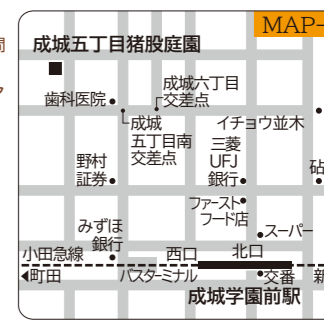 MAP-
間
成城五丁目猪股庭園
ク
成城六丁目
交差点
歯科医院
成城
五丁目南
交差点
イチョウ並木
三菱
UFJ
銀行
砧
野村
証券
ファースト
フード店
みずほ
銀行
スーパー
小田急線
西口
北口
◀町田
バスターミナル
交番
新
成城学園前駅